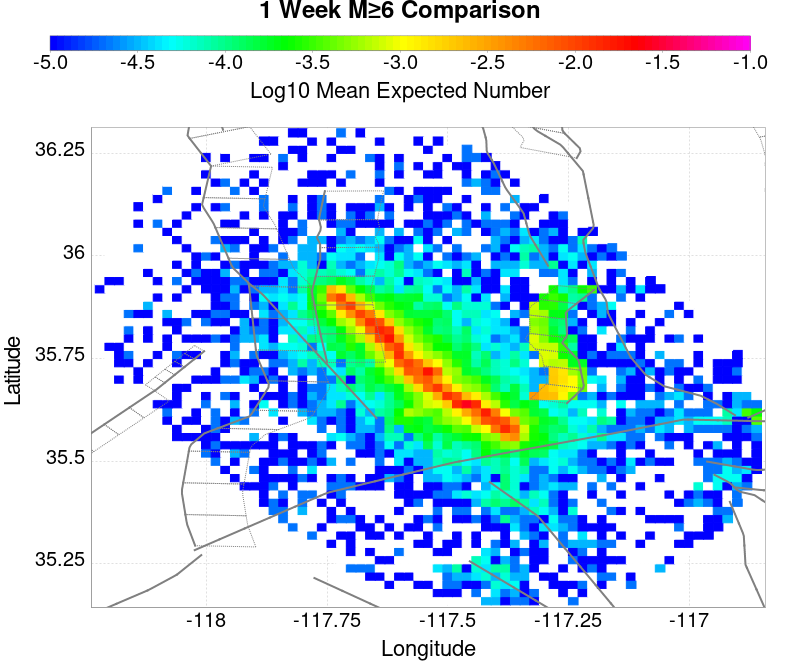 1 Week M≥6 Comparison
-5.0 -4.5 -4.0 -3.5 -3.0 -2.5 -2.0 -1.5 -1.0
Log10 Mean Expected Number
36.25
36
35.75
35.5
35.25
Latitude
-118 -117.75 -117.5 -117.25 -117
Longitude